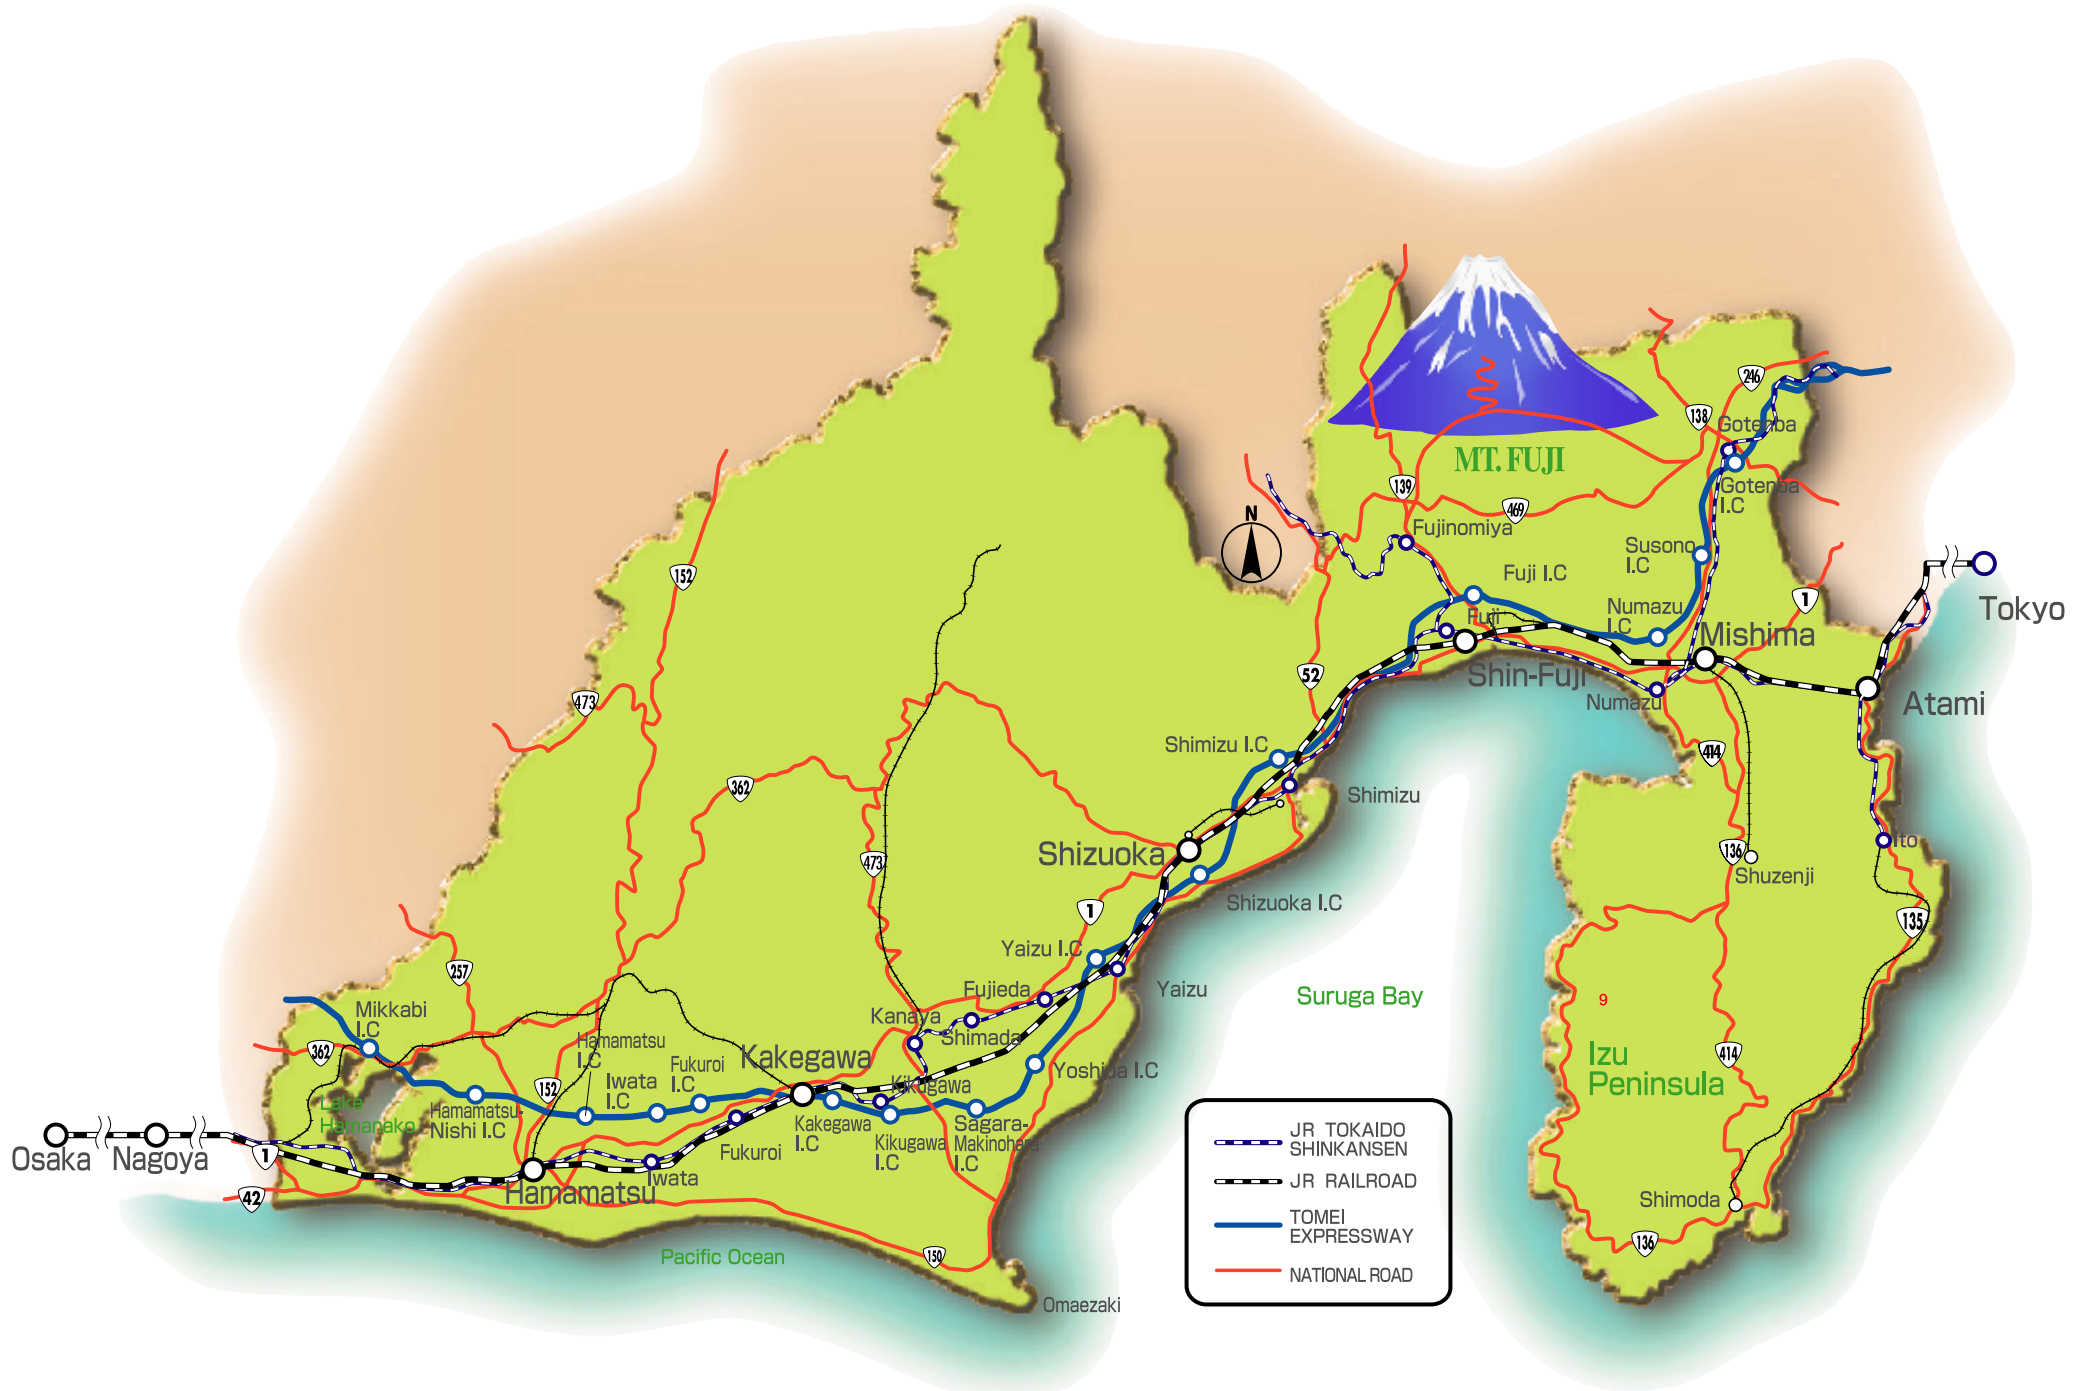 246
138
Gotenba
MT. FUJI
139
469
Gotenba
I.C
N
Fujinomiya
Susono
I.C
Fuji I.C
152
1
Numazu
I.C
Tokyo
Fuji
Mishima
52
Shin-Fuji
473
Numazu
Atami
Shimizu I.C
414
362
Shimizu
Shizuoka
473
136
Ito
Shuzenji
Shizuoka I.C
1
135
Yaizu I.C
257
Fujieda
Yaizu
Suruga Bay
9
Mikkabi
I.C
Kanaya
Shimada
Hamamatsu
I.C
362
Kakegawa
Fukuroi
I.C
Izu
Peninsula
414
Yoshida I.C
Iwata
I.C
152
Kikugawa
Lake
Hamanako
Hamamatsu-
Nishi I.C
Kakegawa
I.C
Kikugawa
I.C
Sagara-
Makinohara
I.C
Fukuroi
Osaka
Nagoya
1
Iwata
Hamamatsu
42
JR TOKAIDO
SHINKANSEN
JR RAILROAD
TOMEI
EXPRESSWAY
NATIONAL ROAD
Shimoda
136
Pacific Ocean
150
Omaezaki